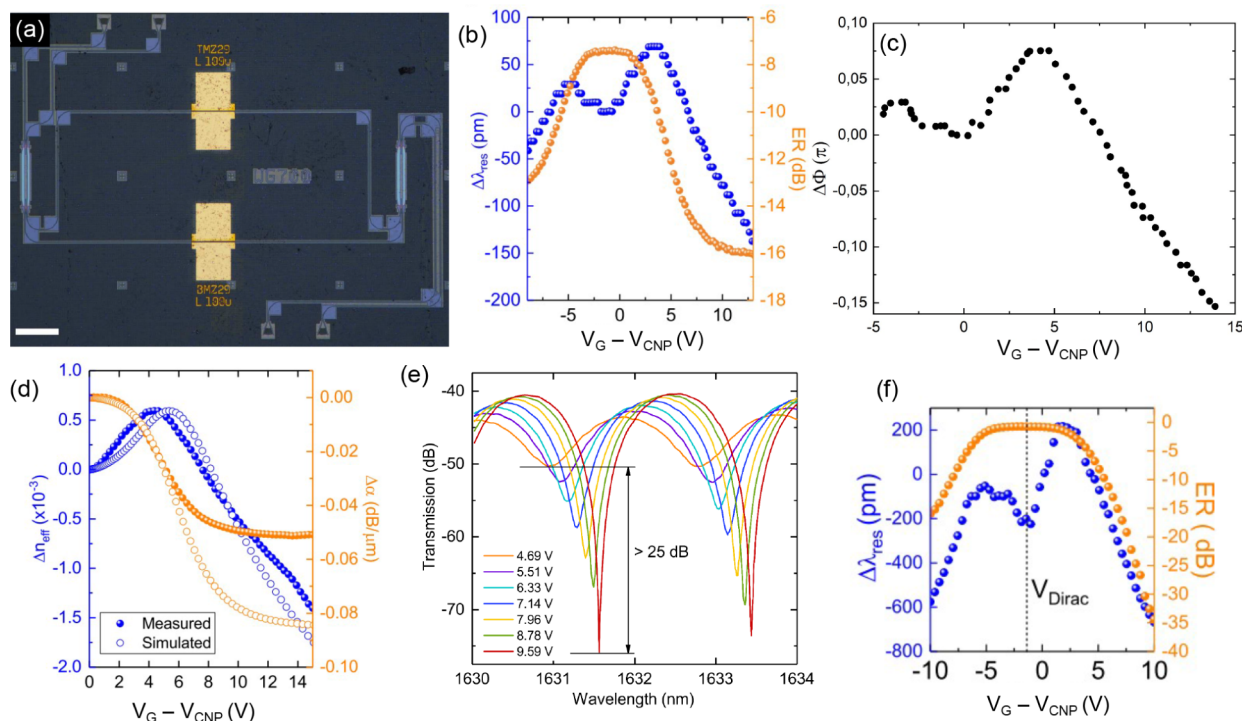 (a)
TMZ29
L 100u
BMZ29
L 100u
(b)
100
75
50
25
0
-25
-50
-75
-100
200
Δλres (pm)
-6
-8
-10
-12
-14
-16
-18
ER (dB)
-5 0 5 10
VG – VCNP (V)
(c)
0,15
0,10
0,05
0,00
-0,05
-0,10
-0,15
ΔΦ (π)
-5 0 5 10 15
VG – VCNP (V)
(d)
1.0
0.5
0.0
-0.5
-1.0
-1.5
-2.0
Δneff (x10-3)
0.00
-0.02
-0.04
-0.06
-0.08
-0.10
Δα (dB/μm)
Measured
Simulated
0 2 4 6 8 10 12 14
VG – VCNP (V)
(e)
-40
-50
-60
-70
Transmission (dB)
4.69 V
5.51 V
6.33 V
7.14 V
7.96 V
8.78 V
9.59 V
> 25 dB
1630 1631 1632 1633 1634
Wavelength (nm)
(f)
200
0
-200
-400
-600
-800
Δλres (pm)
0
-5
-10
-15
-20
-25
-30
-35
ER (dB)
VDirac
-10 -5 0 5 10
VG – VCNP (V)